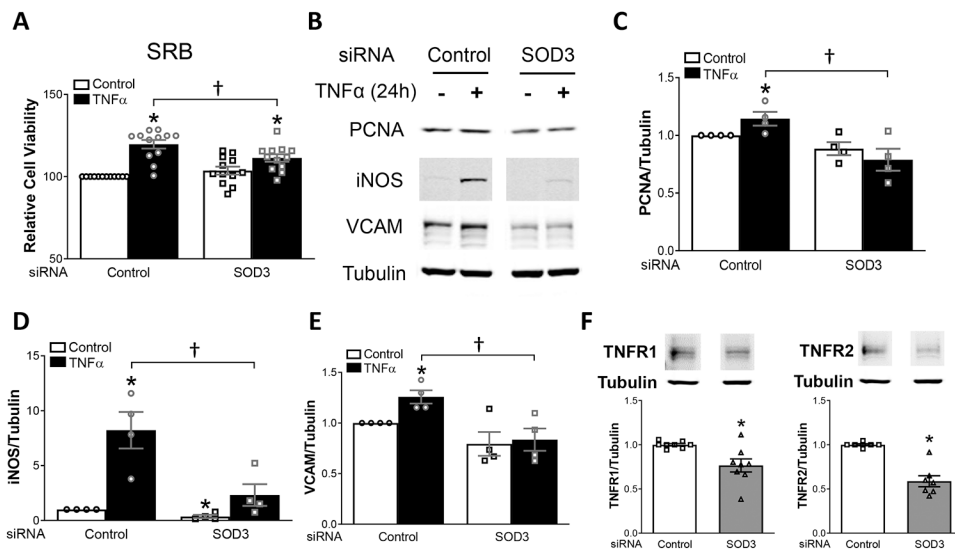 A
SRB
Control
TNFα
†
* *
150
100
50
Relative Cell Viability
siRNA Control SOD3
B
siRNA Control SOD3
TNFα (24h) - + - +
PCNA
iNOS
VCAM
Tubulin
C
Control
TNFα
†
*
1.5
1.0
0.5
0.0
PCNA/Tubulin
siRNA Control SOD3
D
Control
TNFα
†
* *
15
10
5
0
iNOS/Tubulin
siRNA Control SOD3
E
Control
TNFα
†
*
1.5
1.0
0.5
0.0
VCAM/Tubulin
siRNA Control SOD3
F
TNFR1
Tubulin
*
1.5
1.0
0.5
0.0
TNFR1/Tubulin
siRNA Control SOD3
TNFR2
Tubulin
*
1.5
1.0
0.5
0.0
TNFR2/Tubulin
siRNA Control SOD3